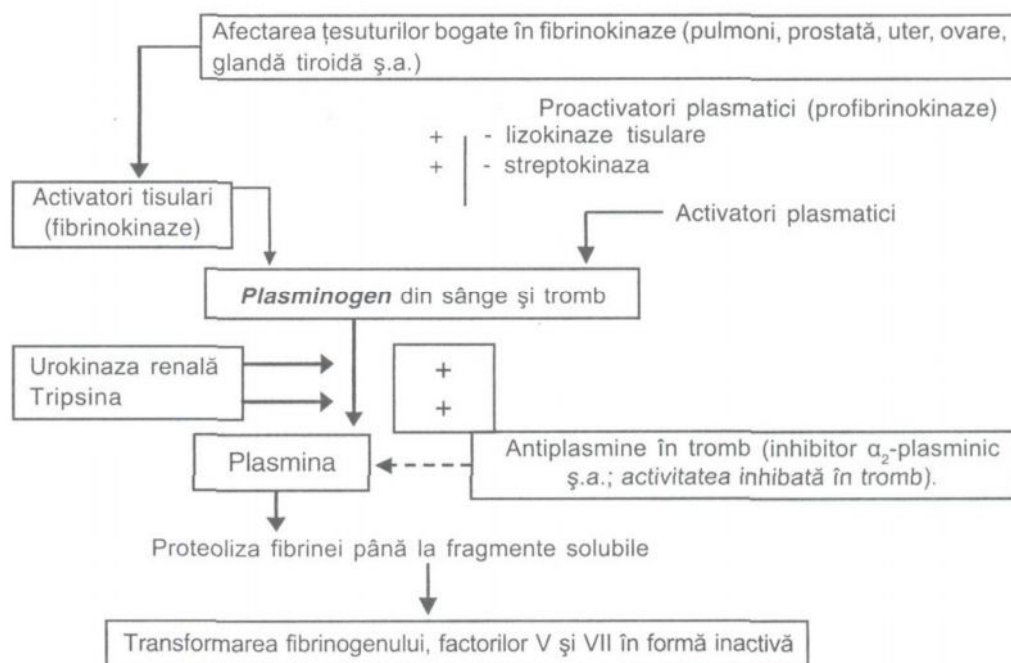 Afectarea țesuturilor bogate în fibrinokinaze (pulmoni, prostată, uter, ovare,
glandă tiroidă ş.a.)
Proactivatori plasmatici (profibrinokinaze)
+ - lizokinaze tisulare
+ - streptokinaza
Activatori tisulari
(fibrinokinaze)
Activatori plasmatici
Plasminogen din sânge şi tromb
Urokinaza renală
Tripsina
+
+
Plasmina
Antiplasmine în tromb (inhibitor α₂-plasminic
ş.a.; activitatea inhibată în tromb).
Proteoliza fibrinei până la fragmente solubile
Transformarea fibrinogenului, factorilor V şi VII în formă inactivă